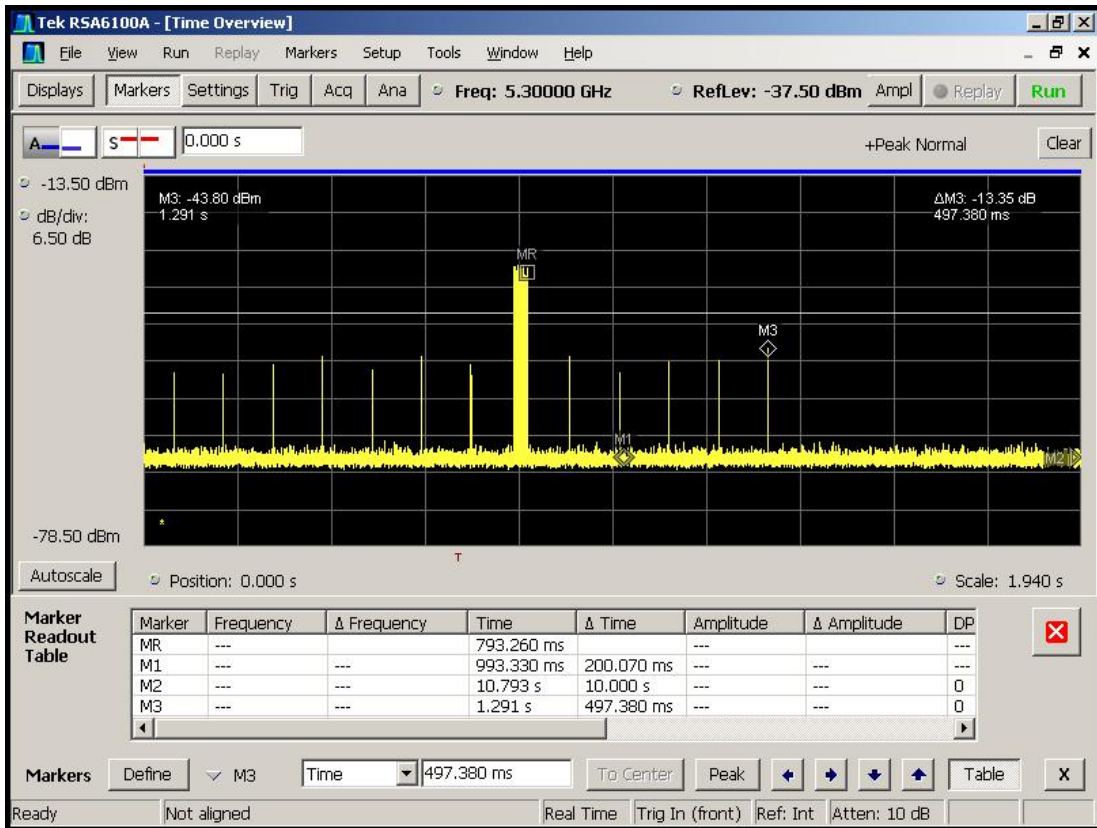 Tek RSA6100A - [Time Overview]
File View Run Replay Markers Setup Tools Window Help
Displays Markers Settings Trig Acq Ana Freq: 5.30000 GHz RefLev: -37.50 dBm Ampl Replay Run
A S 0.000 s +Peak Normal Clear
-13.50 dBm
dB/div:
6.50 dB
M3: -43.80 dBm
1.291 s
ΔM3: -13.35 dB
497.380 ms
MR
M3
M1
M2
-78.50 dBm
*
T
Autoscale Position: 0.000 s Scale: 1.940 s
Marker Readout Table
Marker Frequency Δ Frequency Time Δ Time Amplitude Δ Amplitude DP
MR --- 793.260 ms --- ---
M1 --- --- 993.330 ms 200.070 ms --- --- ---
M2 --- --- 10.793 s 10.000 s --- --- 0
M3 --- --- 1.291 s 497.380 ms --- --- 0
Markers Define M3 Time 497.380 ms To Center Peak Table X
Ready Not aligned Real Time Trig In (front) Ref: Int Atten: 10 dB